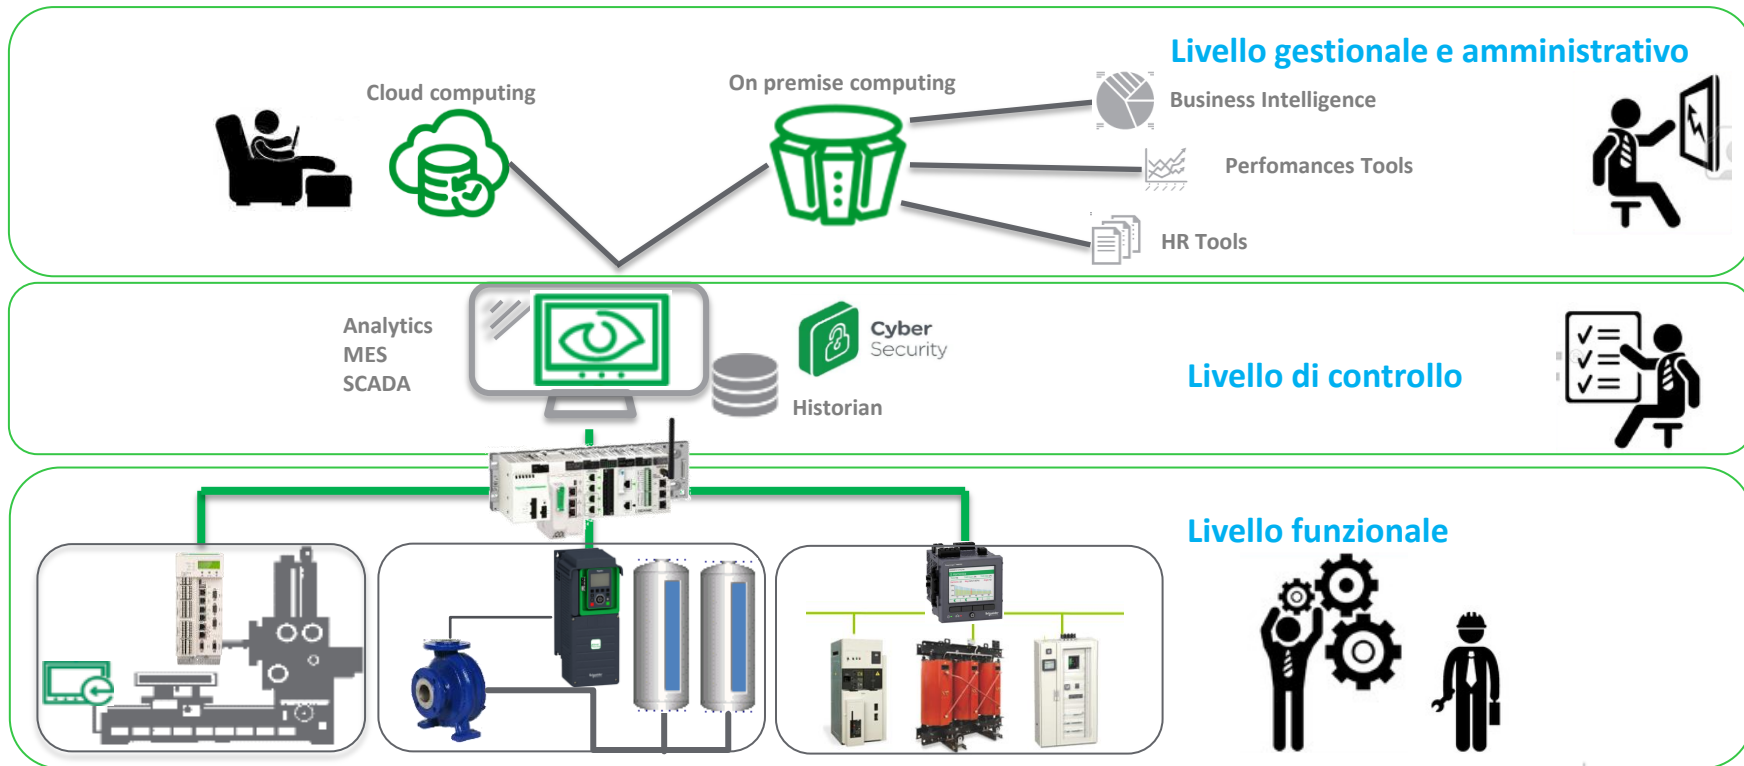 Livello gestionale e amministrativo
Cloud computing
On premise computing
Business Intelligence
Perfomances Tools
HR Tools
Analytics
MES
SCADA
Cyber
Security
Historian
Livello di controllo
Livello funzionale